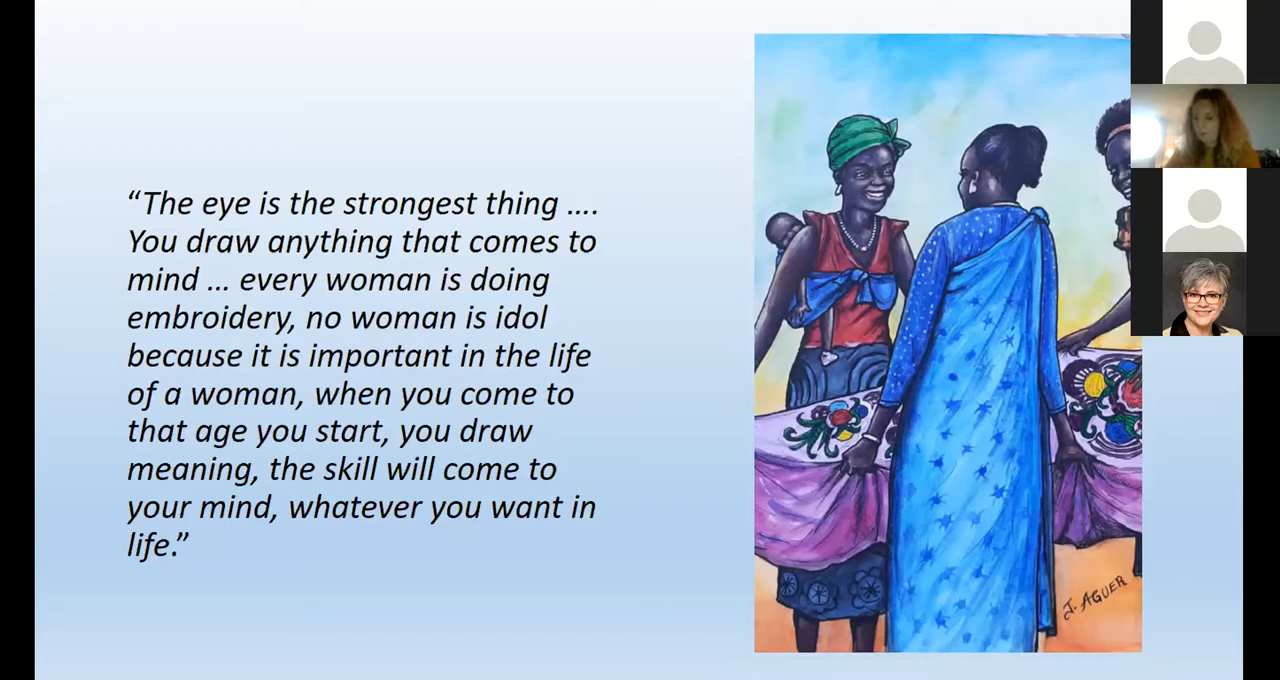 “The eye is the strongest thing ....
You draw anything that comes to
mind ... every woman is doing
embroidery, no woman is idol
because it is important in the life
of a woman, when you come to
that age you start, you draw
meaning, the skill will come to
your mind, whatever you want in
life.”
J. AGUER